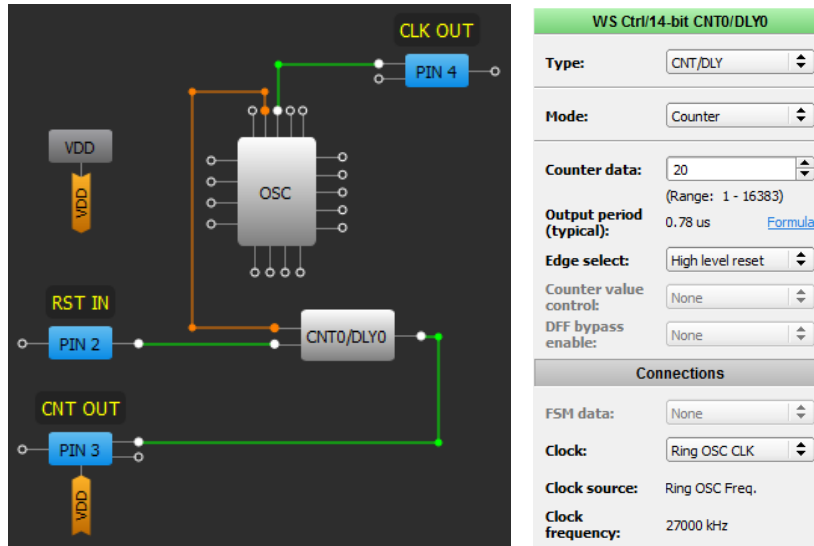 CLK OUT
PIN 4
VDD
VDD
OSC
RST IN
PIN 2
CNT0/DLY0
CNT OUT
PIN 3
VDD
WS Ctrl/14-bit CNT0/DLY0
Type: CNT/DLY
Mode: Counter
Counter data: 20
(Range: 1 - 16383)
Output period
(typical): 0.78 us Formula
Edge select: High level reset
Counter value
control: None
DFF bypass
enable: None
Connections
FSM data: None
Clock: Ring OSC CLK
Clock source: Ring OSC Freq.
Clock
frequency: 27000 kHz